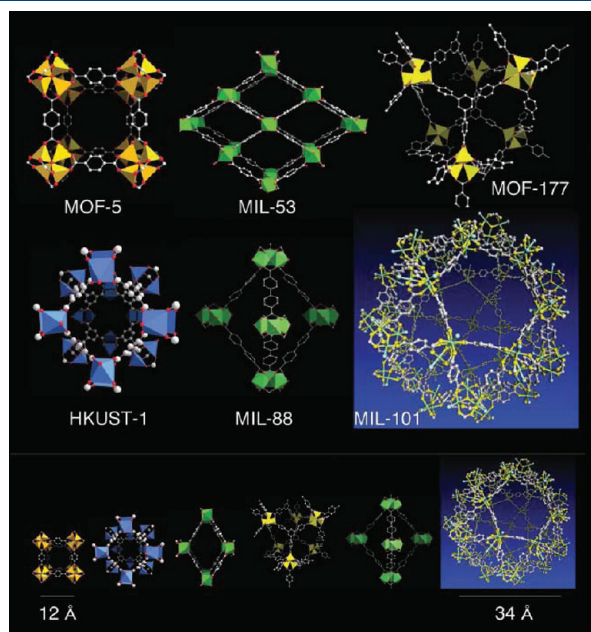 MOF-5
MIL-53
MOF-177
HKUST-1
MIL-88
MIL-101
12 Å
34 Å